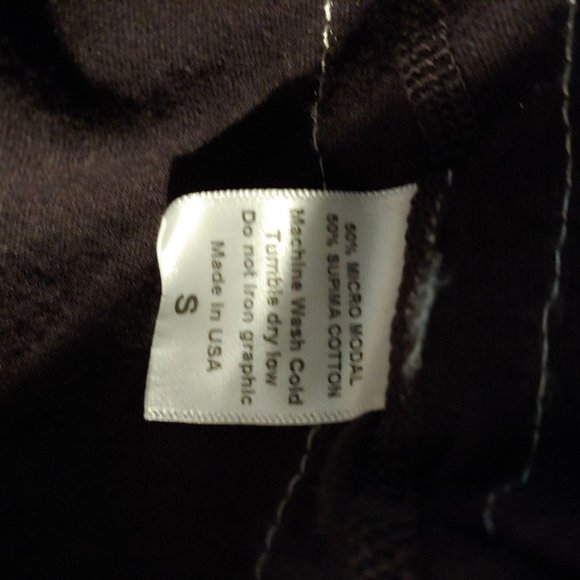 50% MICRO MODAL
50% SUPIMA COTTON
Machine Wash Cold
Tumble dry low
Do not iron graphic
Made in USA
S